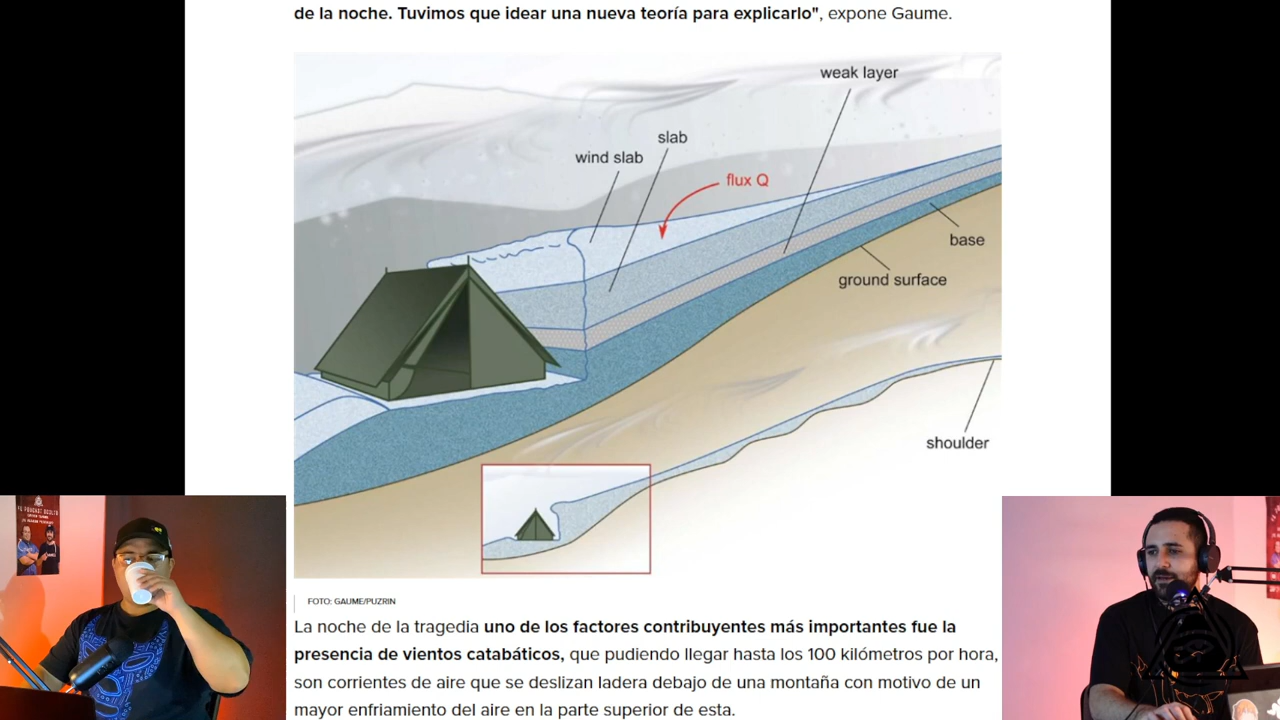 de la noche. Tuvimos que idear una nueva teoría para explicarlo", expone Gaume.
weak layer
slab
wind slab
flux Q
base
ground surface
shoulder
FOTO: GAUME/PUZRIN
La noche de la tragedia uno de los factores contribuyentes más importantes fue la
presencia de vientos catabáticos, que pudiendo llegar hasta los 100 kilómetros por hora,
son corrientes de aire que se deslizan ladera debajo de una montaña con motivo de un
mayor enfriamiento del aire en la parte superior de esta.